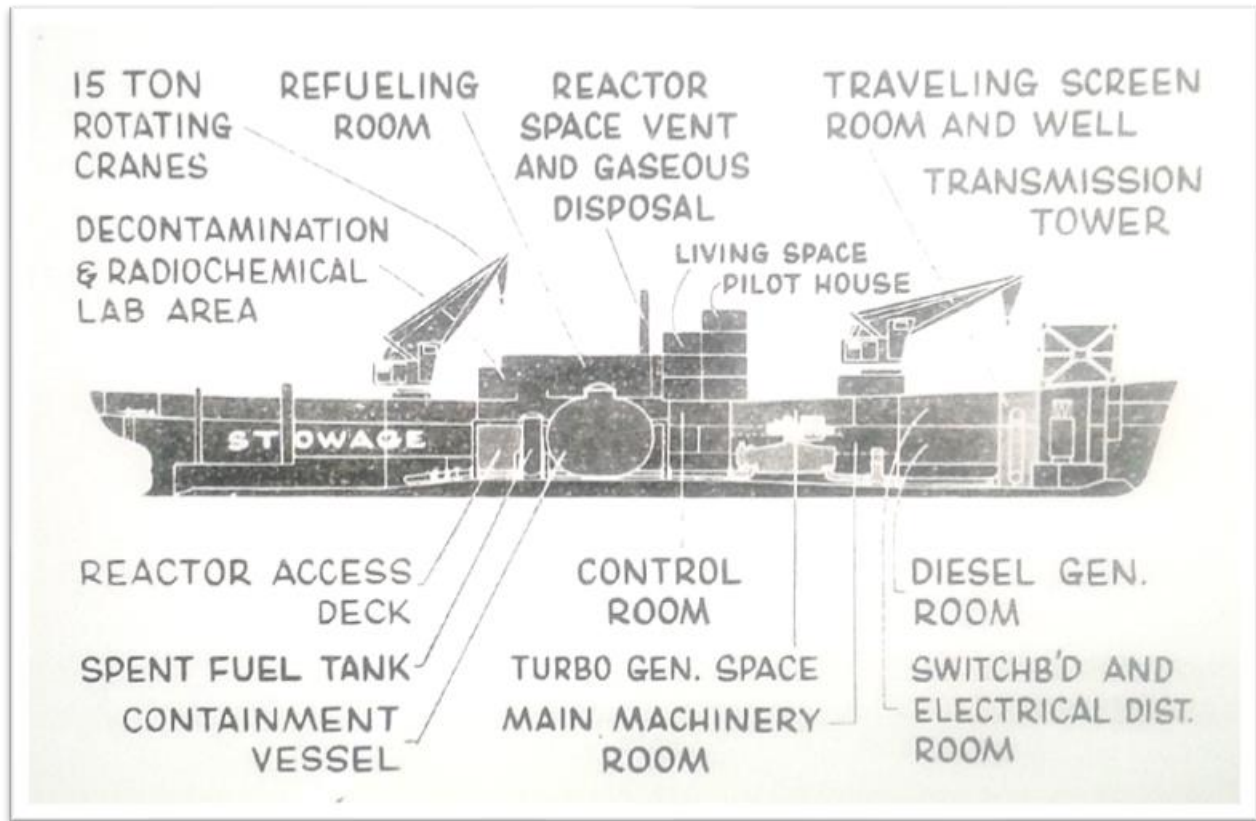 15 TON
ROTATING
CRANES
REFUELING
ROOM
REACTOR
SPACE VENT
AND GASEOUS
DISPOSAL
TRAVELING SCREEN
ROOM AND WELL
TRANSMISSION
TOWER
DECONTAMINATION
& RADIOCHEMICAL
LAB AREA
LIVING SPACE
PILOT HOUSE
STOWAGE
REACTOR ACCESS
DECK
SPENT FUEL TANK
CONTAINMENT
VESSEL
CONTROL
ROOM
TURBO GEN. SPACE
MAIN MACHINERY
ROOM
DIESEL GEN.
ROOM
SWITCHB'D AND
ELECTRICAL DIST.
ROOM